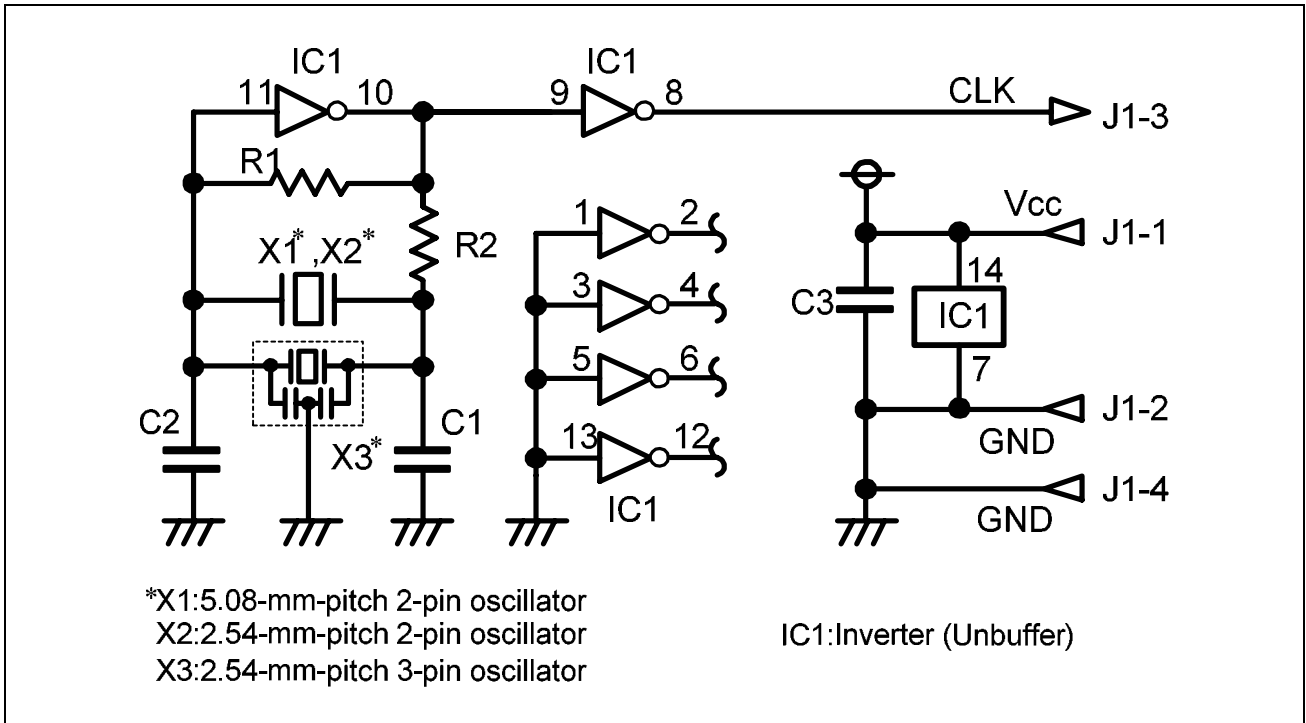 IC1
IC1
11
10
9
8
CLK
J1-3
R1
1
2
Vcc
J1-1
X1*,X2*
R2
3
4
C3
14
IC1
7
5
6
J1-2
GND
C2
X3*
C1
13
12
IC1
J1-4
GND
*X1:5.08-mm-pitch 2-pin oscillator
X2:2.54-mm-pitch 2-pin oscillator
X3:2.54-mm-pitch 3-pin oscillator
IC1:Inverter (Unbuffer)